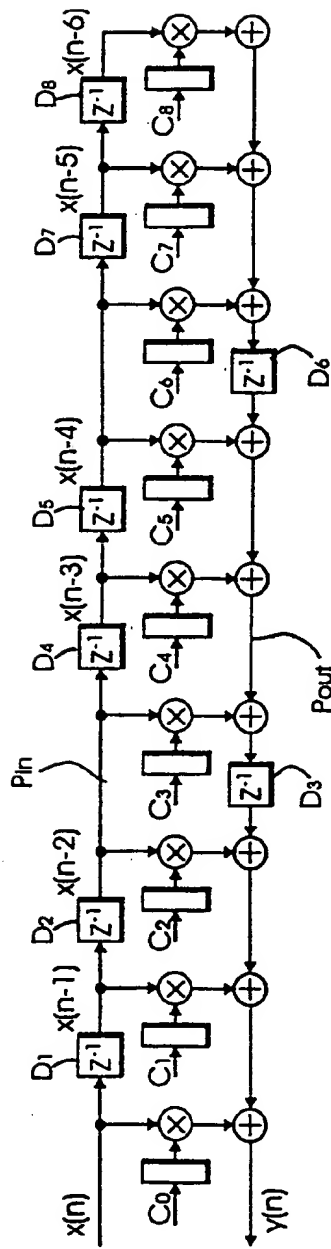 x(n)
D1
Z-1
x(n-1)
D2
Z-1
x(n-2)
Pin
D4
Z-1
x(n-3)
D5
Z-1
x(n-4)
D7
Z-1
x(n-5)
D8
Z-1
x(n-6)
C0
C1
C2
C3
C4
C5
C6
C7
C8
y(n)
Z-1
D3
Pout
Z-1
D6